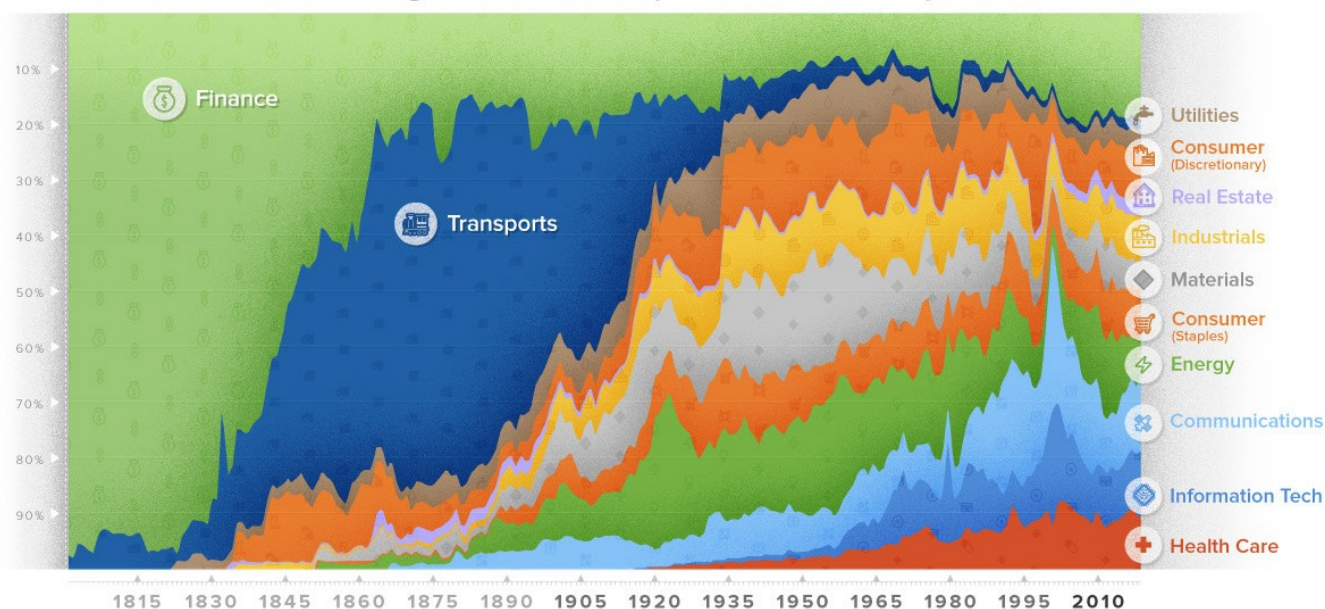 10%
Finance
20%
Utilities
Consumer
(Discretionary)
30%
Real Estate
Transports
40%
Industrials
Materials
50%
Consumer
(Staples)
60%
Energy
70%
Communications
80%
Information Tech
90%
Health Care
1815 1830 1845 1860 1875 1890 1905 1920 1935 1950 1965 1980 1995 2010